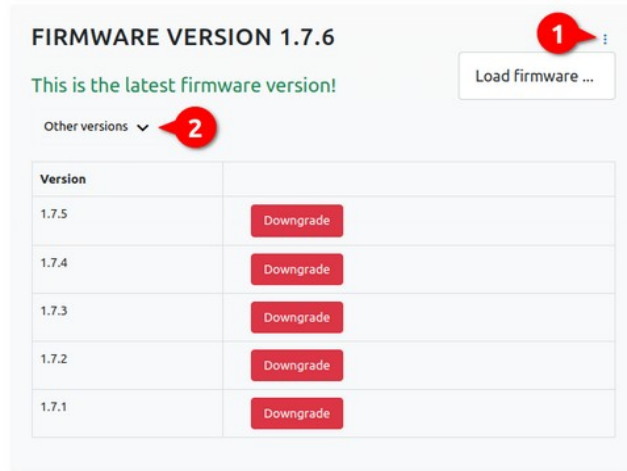 FIRMWARE VERSION 1.7.6
1
This is the latest firmware version!
Load firmware ...
Other versions
2
Version
1.7.5
Downgrade
1.7.4
Downgrade
1.7.3
Downgrade
1.7.2
Downgrade
1.7.1
Downgrade